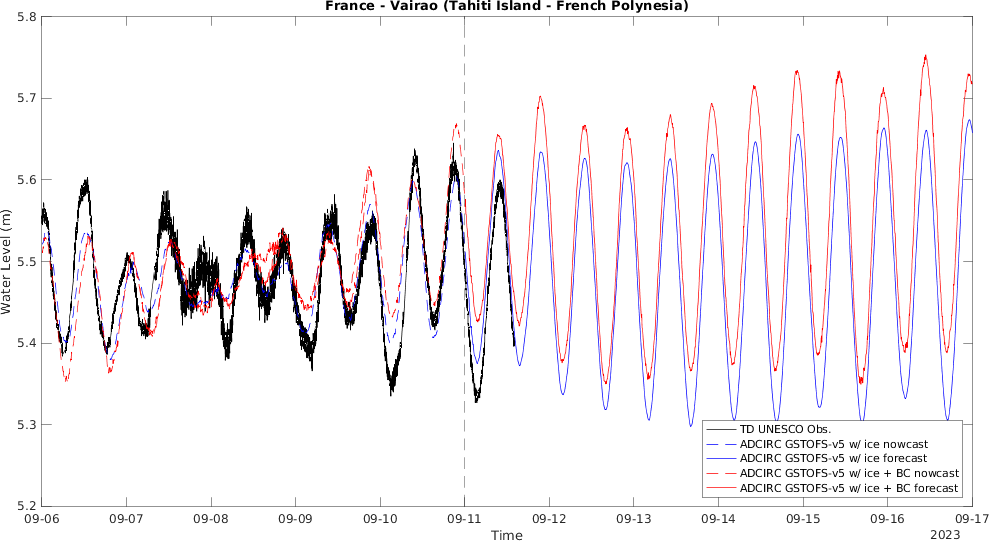 France - Vairao (Tahiti Island - French Polynesia)
5.8
5.7
5.6
5.5
5.4
5.3
5.2
Water Level (m)
09-06
09-07
09-08
09-09
09-10
09-11
09-12
09-13
09-14
09-15
09-16
09-17
Time
2023
TD UNESCO Obs.
ADCIRC GSTOFS-v5 w/ ice nowcast
ADCIRC GSTOFS-v5 w/ ice forecast
ADCIRC GSTOFS-v5 w/ ice + BC nowcast
ADCIRC GSTOFS-v5 w/ ice + BC forecast